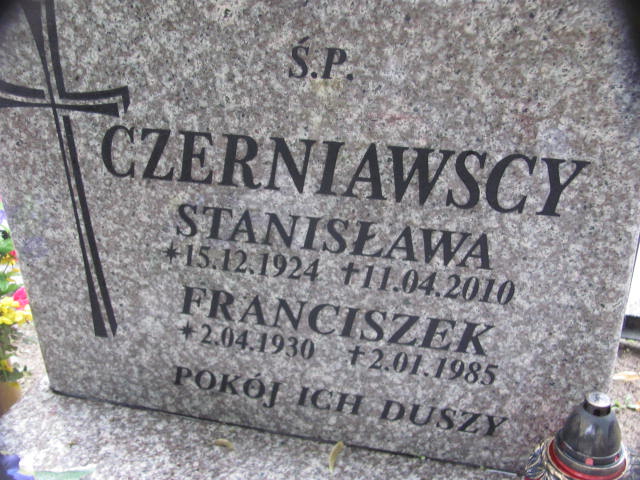 Ś.P.
CZERNIAWSCY
STANISŁAWA
*15.12.1924 †11.04.2010
FRANCISZEK
*2.04.1930 †2.01.1985
POKÓJ ICH DUSZY